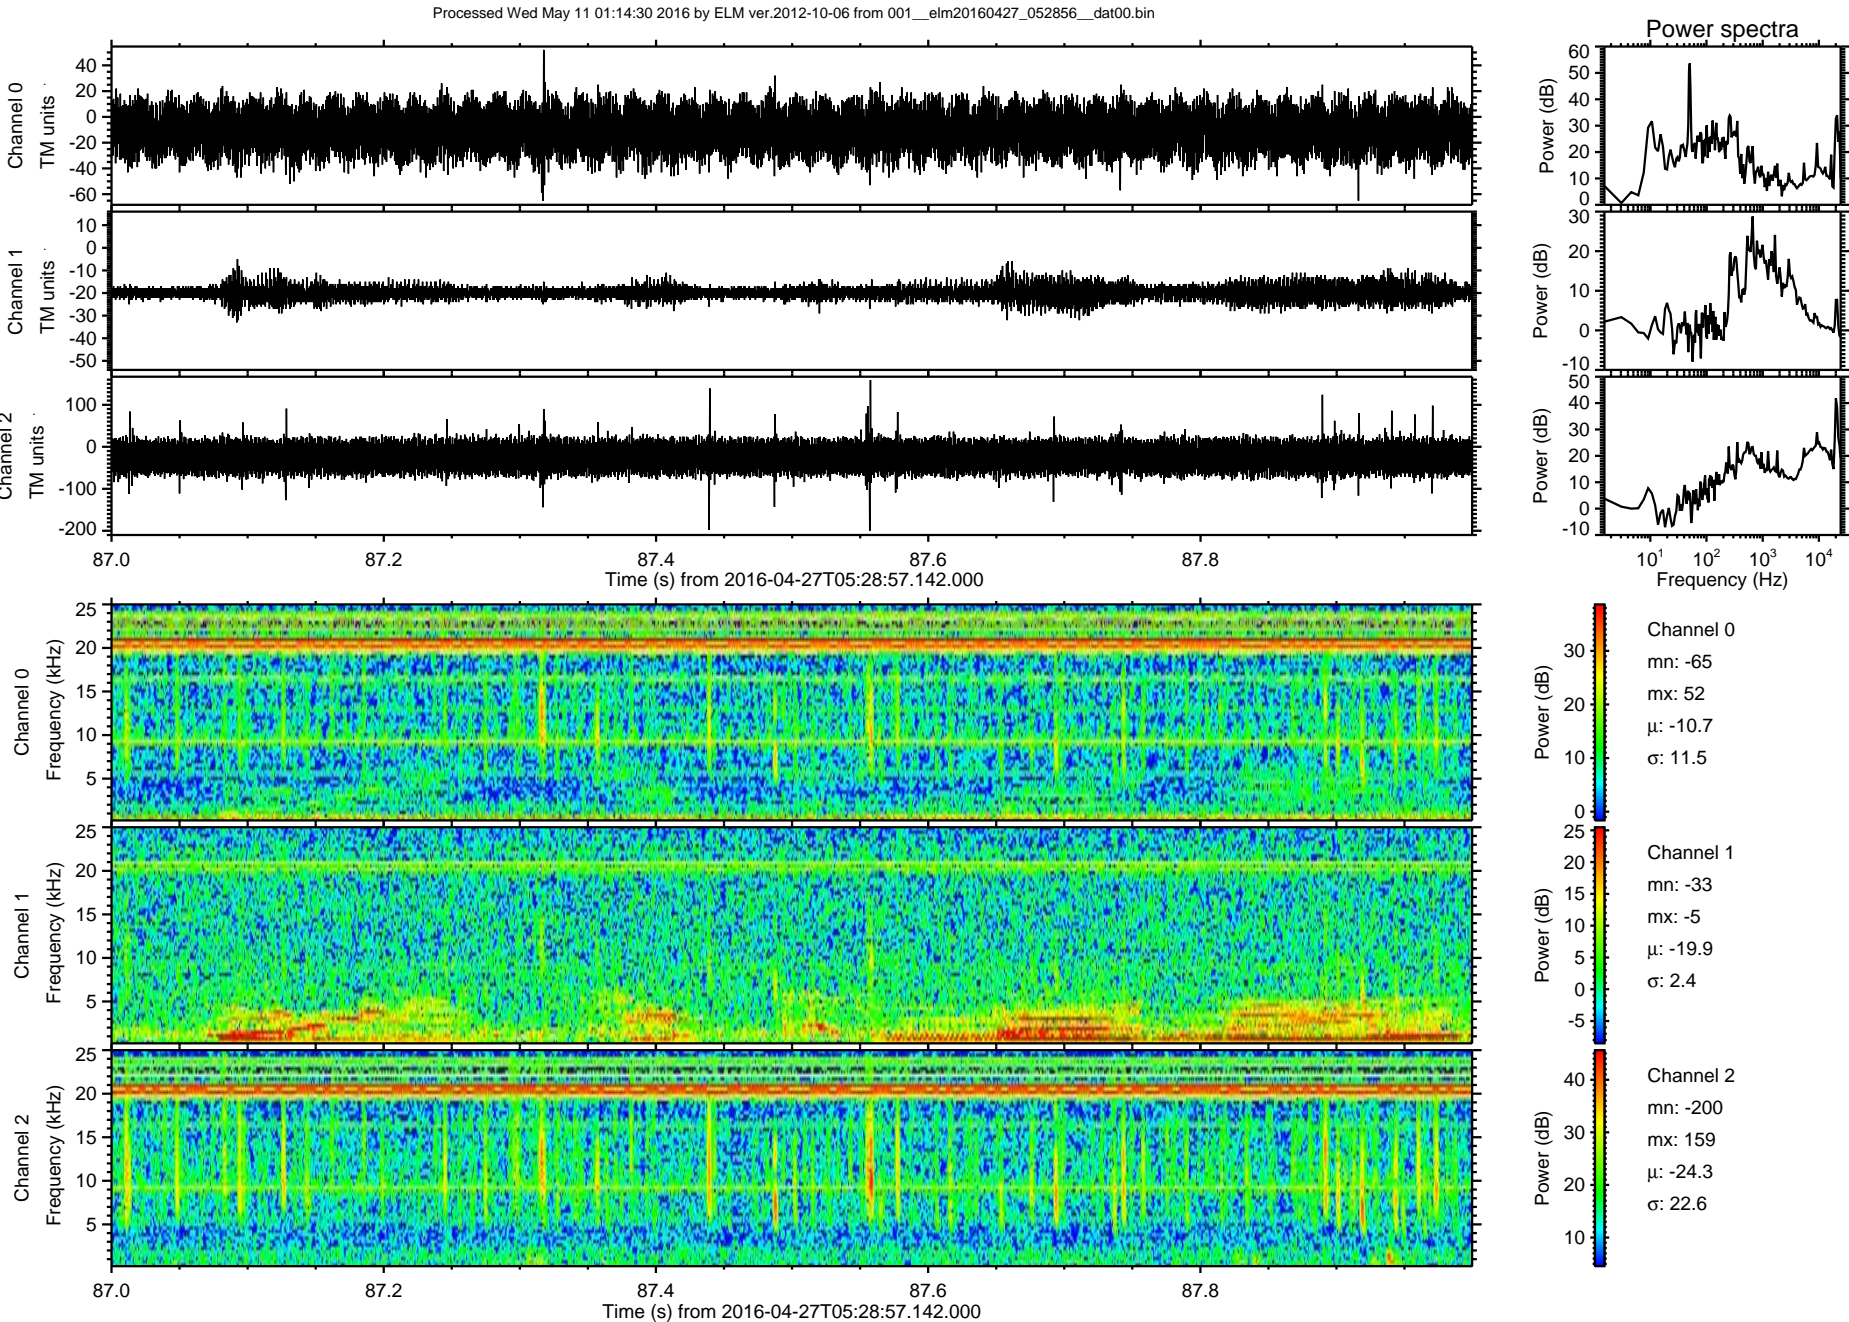 Processed Wed May 11 01:14:30 2016 by ELM ver.2012-10-06 from 001__elm20160427_052856__dat00.bin
Power spectra
Channel 0
TM units
40
20
0
-20
-40
-60
Power (dB)
60
50
40
30
20
10
0
Channel 1
TM units
10
0
-10
-20
-30
-40
-50
Power (dB)
30
20
10
0
-10
Channel 2
TM units
100
0
-100
-200
Power (dB)
50
40
30
20
10
0
-10
87.0 87.2 87.4 87.6 87.8
Time (s) from 2016-04-27T05:28:57.142.000
10^1 10^2 10^3 10^4
Frequency (Hz)
Channel 0
Frequency (kHz)
25
20
15
10
5
Power (dB)
30
20
10
0
Channel 0
mn: -65
mx: 52
μ: -10.7
σ: 11.5
Channel 1
Frequency (kHz)
25
20
15
10
5
Power (dB)
25
20
15
10
5
0
-5
Channel 1
mn: -33
mx: -5
μ: -19.9
σ: 2.4
Channel 2
Frequency (kHz)
25
20
15
10
5
Power (dB)
40
30
20
10
Channel 2
mn: -200
mx: 159
μ: -24.3
σ: 22.6
87.0 87.2 87.4 87.6 87.8
Time (s) from 2016-04-27T05:28:57.142.000